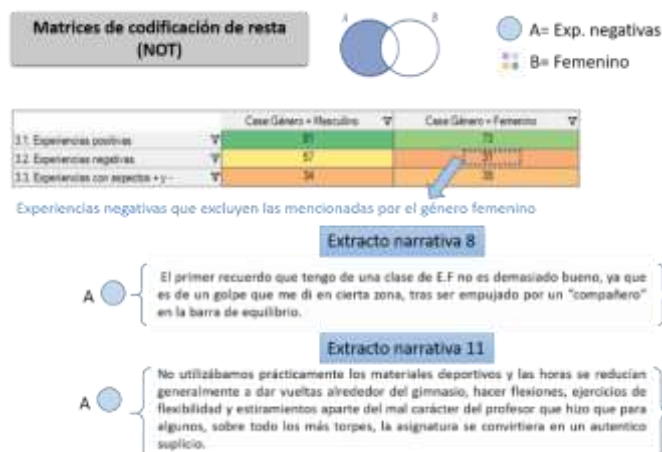 Matrices de codificación de resta
(NOT)
A B
A= Exp. negativas
B= Femenino
Case Género = Masculino Case Género = Femenino
3.1. Experiencias positivas 73
3.2. Experiencias negativas 57 31
3.3. Experiencias con aspectos + y - 34
Experiencias negativas que excluyen las mencionadas por el género femenino
Extracto narrativa 8
A
El primer recuerdo que tengo de una clase de E.F no es demasiado bueno, ya que
es de un golpe que me di en cierta zona, tras ser empujado por un "compañero"
en la barra de equilibrio.
Extracto narrativa 11
A
No utilizábamos prácticamente los materiales deportivos y las horas se reducían
generalmente a dar vueltas alrededor del gimnasio, hacer flexiones, ejercicios de
flexibilidad y estiramientos aparte del mal carácter del profesor que hizo que para
algunos, sobre todo los más torpes, la asignatura se convirtiera en un autentico
suplicio.